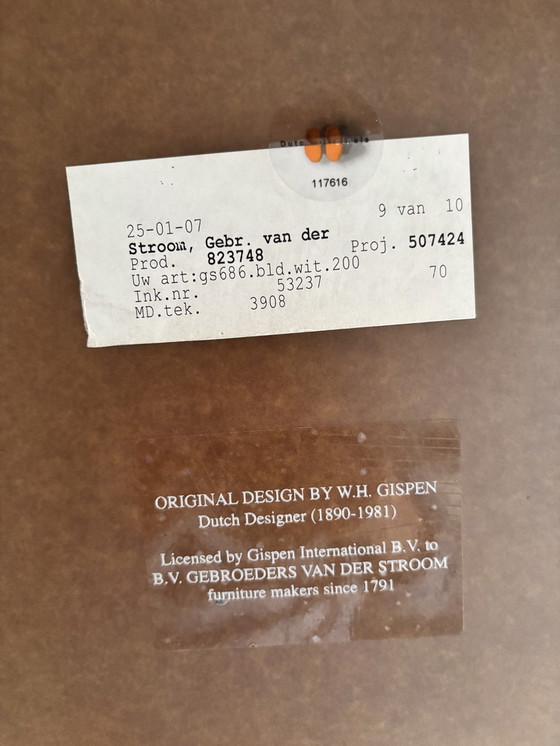 Dutch Originals
117616
25-01-07 9 van 10
Stroom, Gebr. van der
Prod. 823748 Proj. 507424
Uw art:gs686.bld.wit.200
Ink.nr. 53237 70
MD.tek. 3908
ORIGINAL DESIGN BY W.H. GISPEN
Dutch Designer (1890-1981)
Licensed by Gispen International B.V. to
B.V. GEBROEDERS VAN DER STROOM
furniture makers since 1791